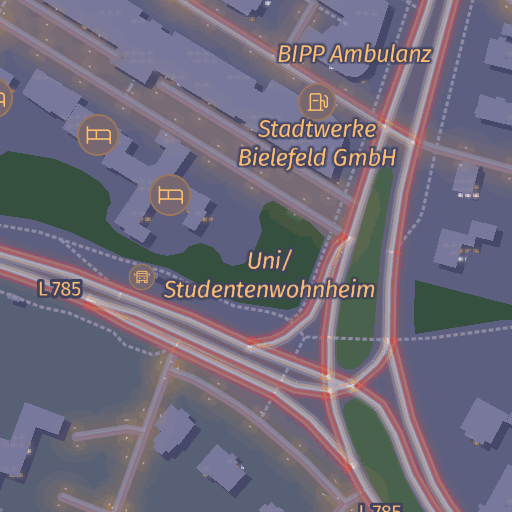 BIPP Ambulanz
Stadtwerke
Bielefeld GmbH
Uni/
Studentenwohnheim
L 785
L 785